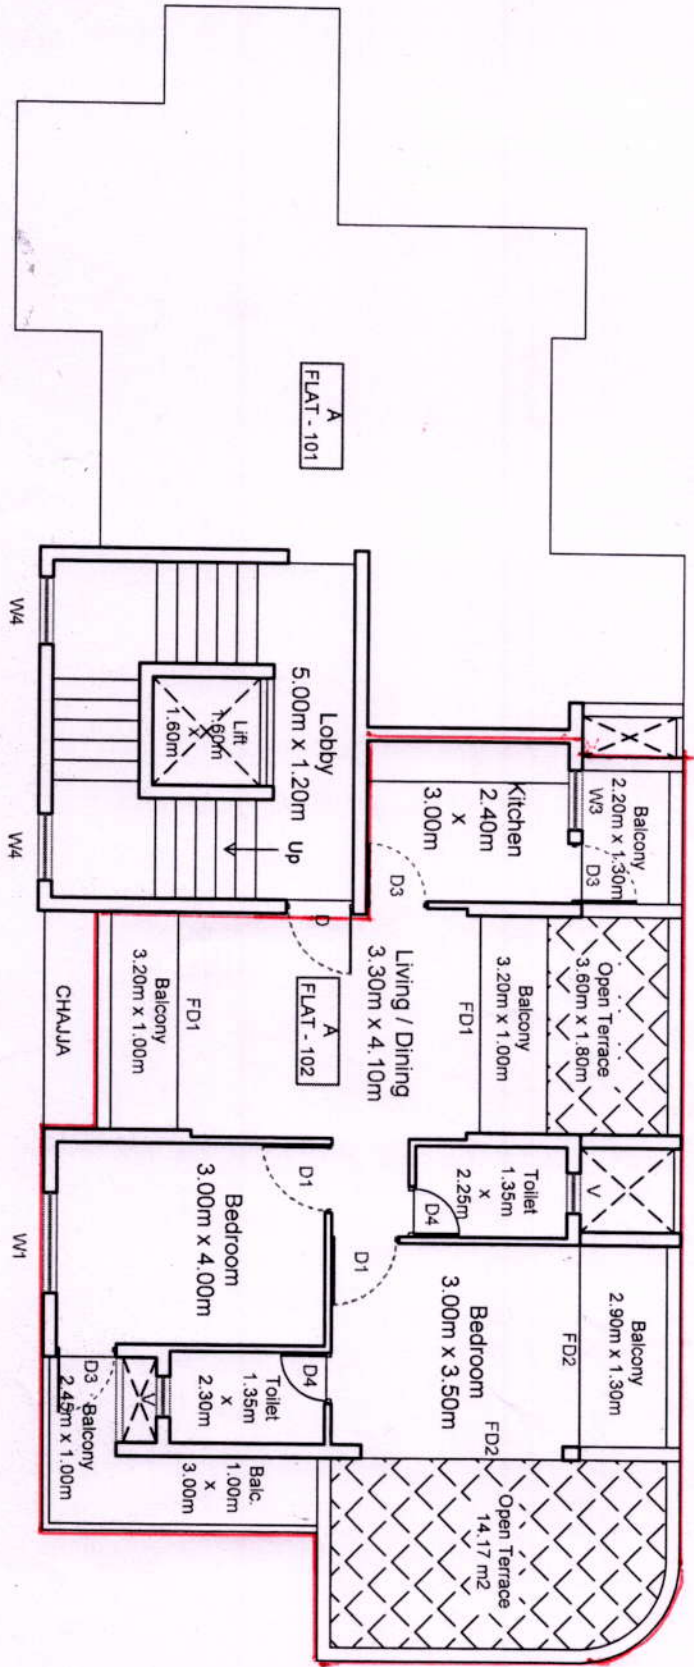 A
FLAT - 101
Lobby
5.00m x 1.20m
Lift
1.60m
x
1.60m
Up
W4
W4
Kitchen
2.40m
X
3.00m
Balcony
2.20m x 1.30m
W3
D3
D3
X
D
Living / Dining
3.30m x 4.10m
A
FLAT - 102
FD1
Balcony
3.20m x 1.00m
Open Terrace
3.60m x 1.80m
FD1
Balcony
3.20m x 1.00m
CHAJJA
Toilet
1.35m
x
2.25m
D4
V
D1
D1
Bedroom
3.00m x 4.00m
W1
Bedroom
3.00m x 3.50m
FD2
FD2
Balcony
2.90m x 1.30m
Toilet
1.35m
X
2.30m
D4
V
D3
Balcony
2.45m x 1.00m
Balc.
1.00m
X
3.00m
Open Terrace
14.17 m2